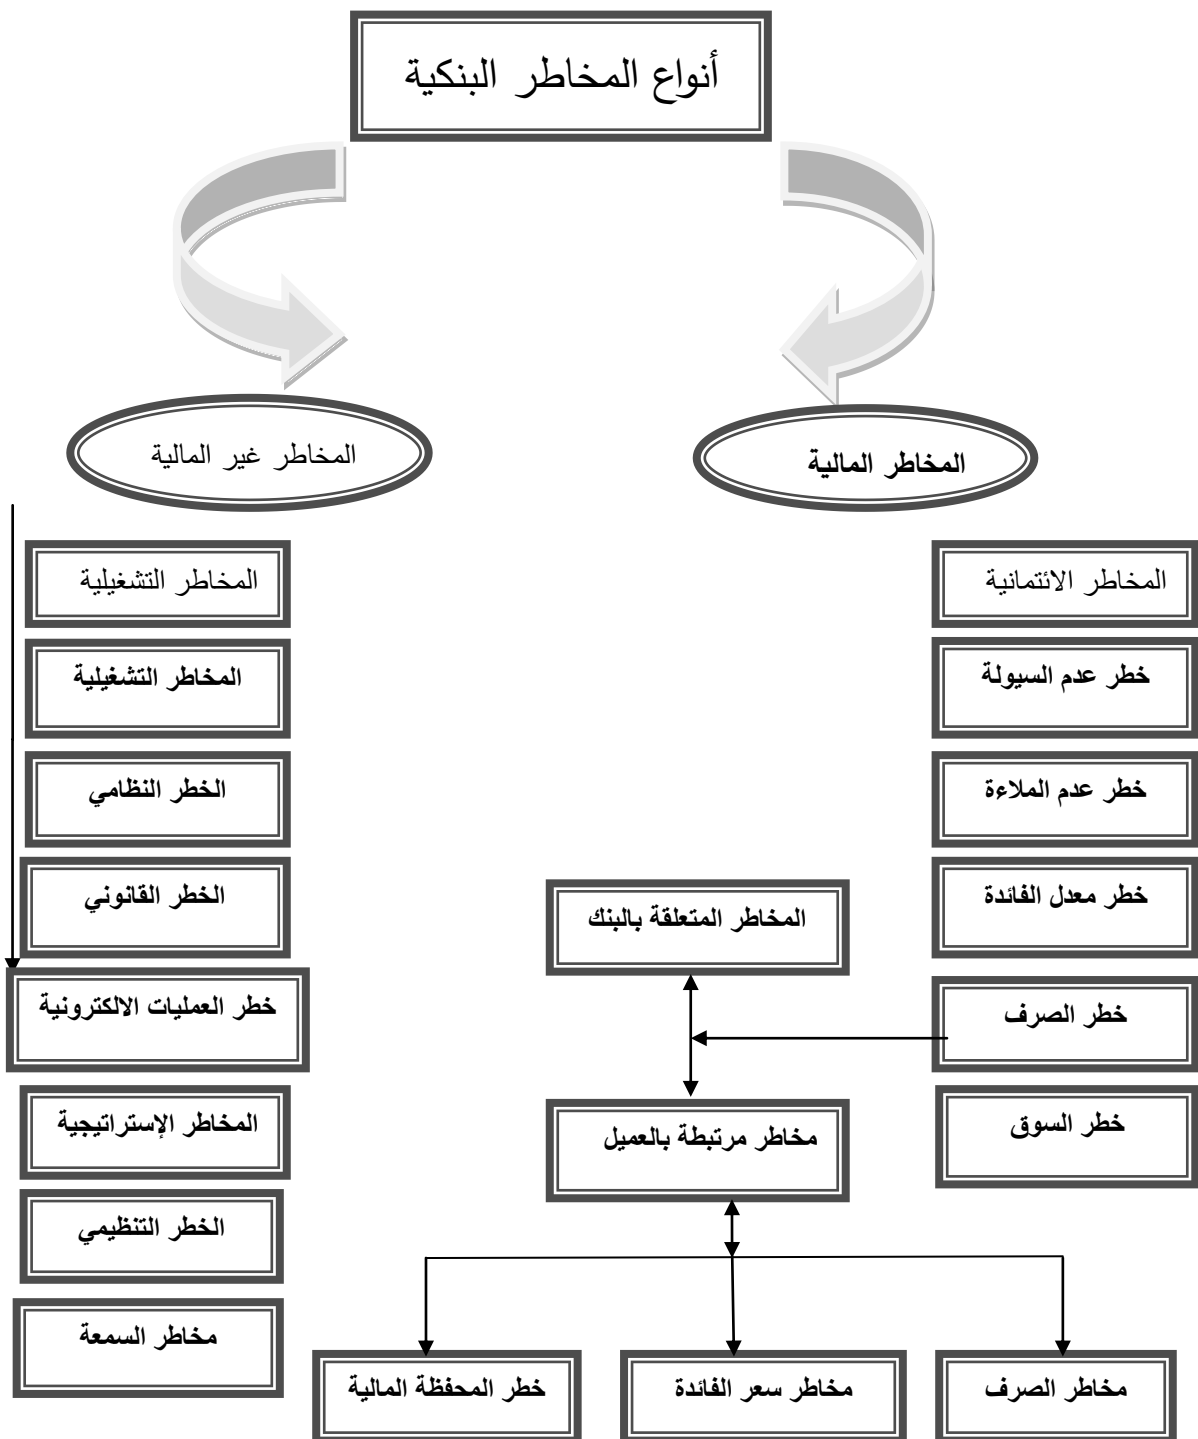 أنواع المخاطر البنكية
المخاطر المالية
المخاطر غير المالية
المخاطر الائتمانية
خطر عدم السيولة
خطر عدم الملاءة
خطر معدل الفائدة
خطر الصرف
خطر السوق
المخاطر المتعلقة بالبنك
مخاطر مرتبطة بالعميل
مخاطر الصرف
مخاطر سعر الفائدة
خطر المحفظة المالية
المخاطر التشغيلية
المخاطر التشغيلية
الخطر النظامي
الخطر القانوني
خطر العمليات الالكترونية
المخاطر الإستراتيجية
الخطر التنظيمي
مخاطر السمعة